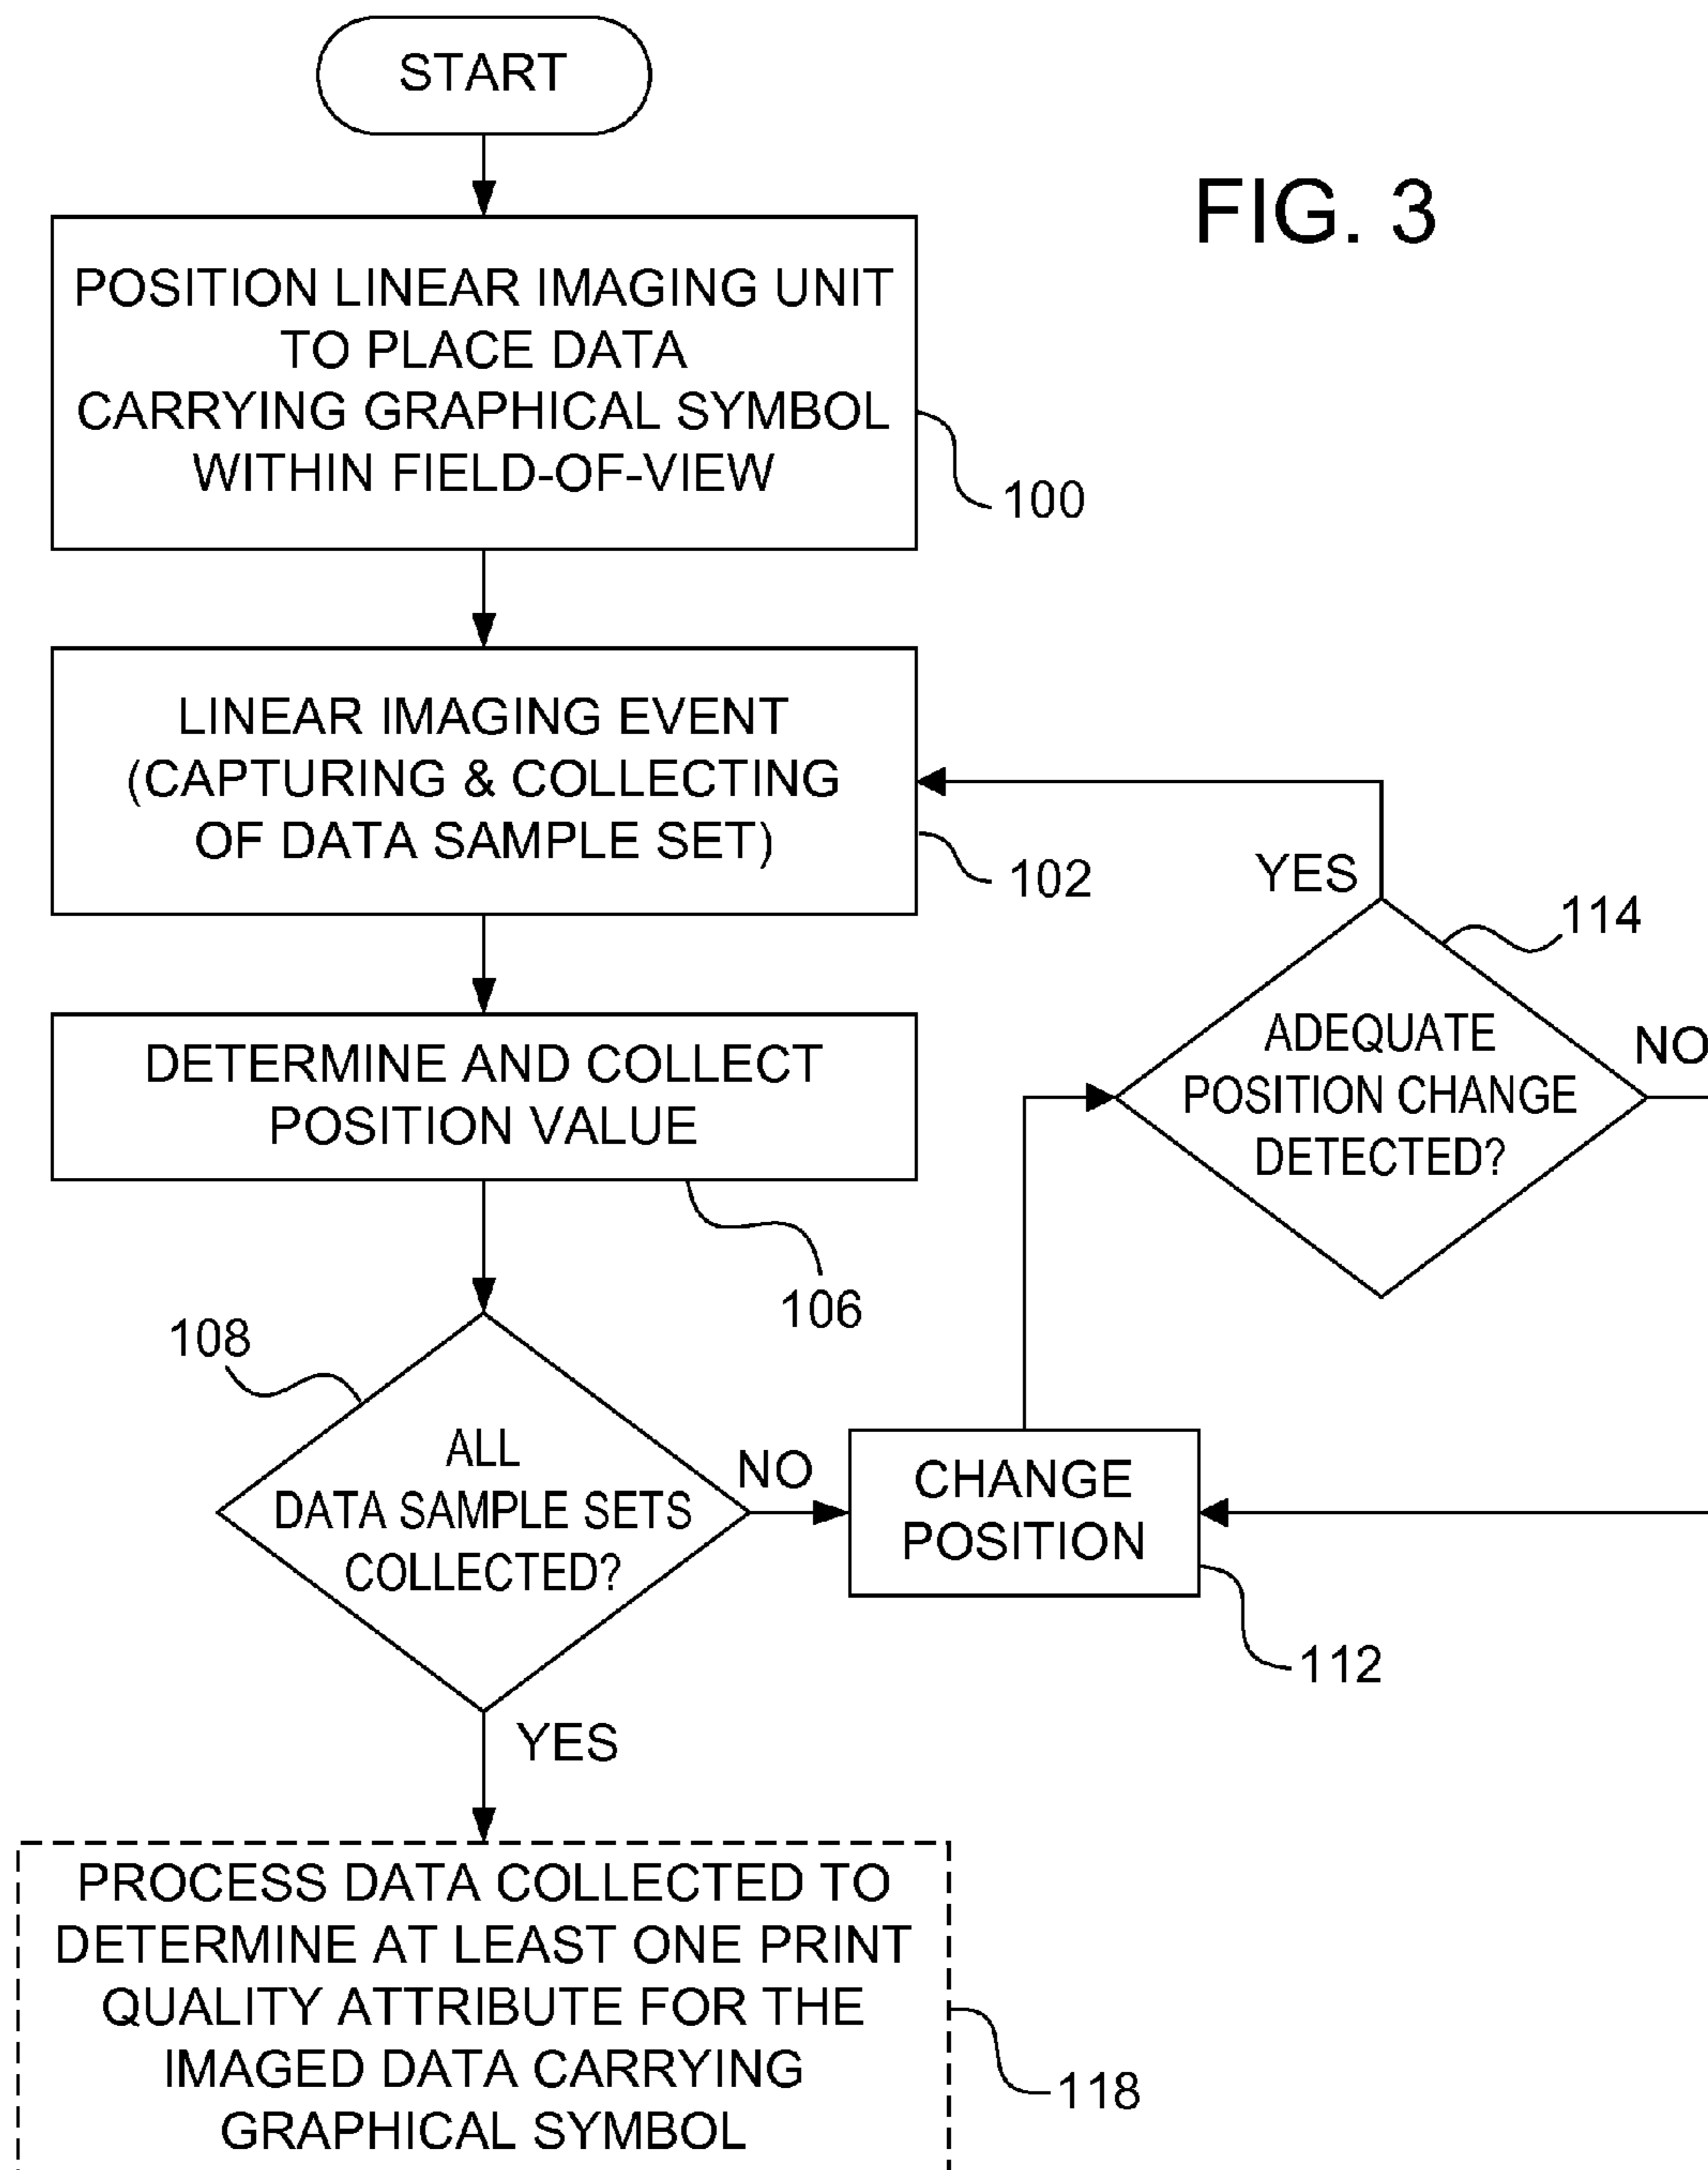 START
FIG. 3
POSITION LINEAR IMAGING UNIT
TO PLACE DATA
CARRYING GRAPHICAL SYMBOL
WITHIN FIELD-OF-VIEW
100
LINEAR IMAGING EVENT
(CAPTURING & COLLECTING
OF DATA SAMPLE SET)
102
YES
114
ADEQUATE
POSITION CHANGE
DETECTED?
NO
DETERMINE AND COLLECT
POSITION VALUE
106
108
ALL
DATA SAMPLE SETS
COLLECTED?
NO
CHANGE
POSITION
112
YES
PROCESS DATA COLLECTED TO
DETERMINE AT LEAST ONE PRINT
QUALITY ATTRIBUTE FOR THE
IMAGED DATA CARRYING
GRAPHICAL SYMBOL
118